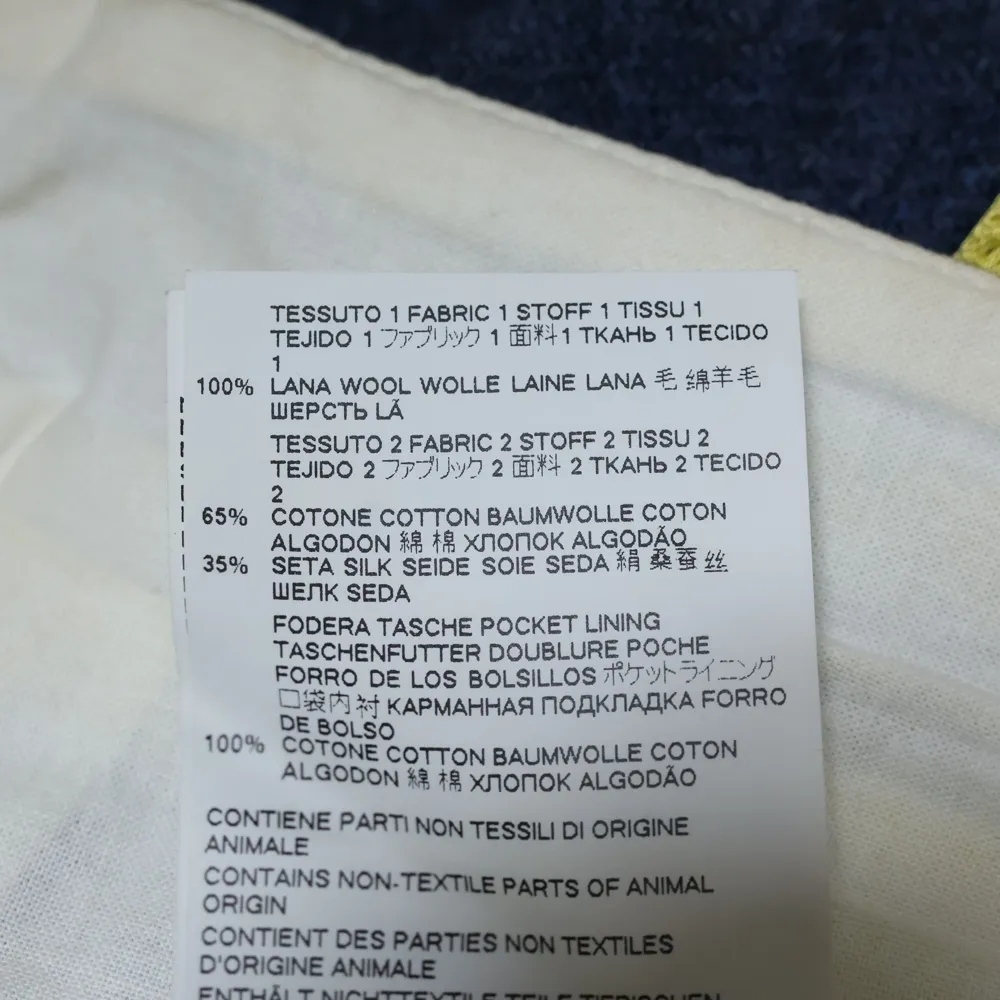 TESSUTO 1 FABRIC 1 STOFF 1 TISSU 1
TEJIDO 1 ファブリック 1 面料 1 ТКАНЬ 1 TECIDO
1
100% LANA WOOL WOLLE LAINE LANA 毛 绵羊毛
ШЕРСТЬ LÃ
TESSUTO 2 FABRIC 2 STOFF 2 TISSU 2
TEJIDO 2 ファブリック 2 面料 2 ТКАНЬ 2 TECIDO
2
65% COTONE COTTON BAUMWOLLE COTON
ALGODON 綿 棉 ХЛОПОК ALGODÃO
35% SETA SILK SEIDE SOIE SEDA 絹 桑蚕丝
ШЕЛК SEDA
FODERA TASCHE POCKET LINING
TASCHENFUTTER DOUBLURE POCHE
FORRO DE LOS BOLSILLOS ポケットライニング
口袋内衬 КАРМАННАЯ ПОДКЛАДКА FORRO
DE BOLSO
100% COTONE COTTON BAUMWOLLE COTON
ALGODON 綿 棉 ХЛОПОК ALGODÃO
CONTIENE PARTI NON TESSILI DI ORIGINE
ANIMALE
CONTAINS NON-TEXTILE PARTS OF ANIMAL
ORIGIN
CONTIENT DES PARTIES NON TEXTILES
D'ORIGINE ANIMALE
ENTHÄLT NICHTTEXTILE TEILE TIERISCHEN